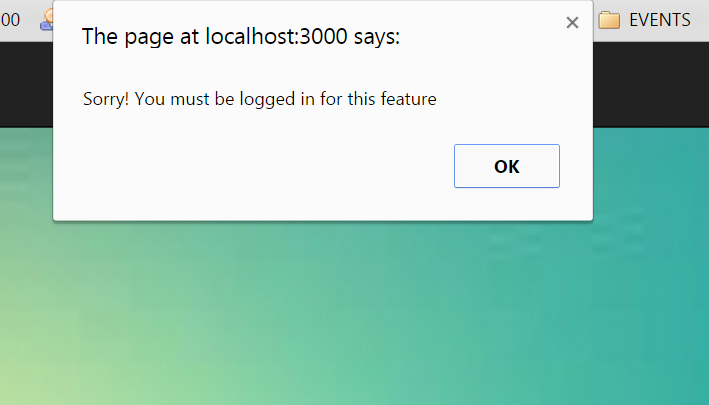 00
EVENTS
The page at localhost:3000 says:
Sorry! You must be logged in for this feature
OK